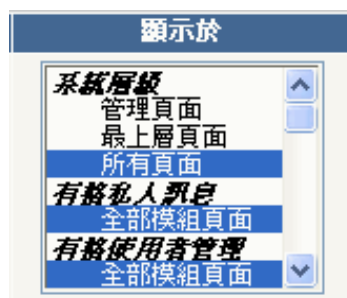 顯示於
系統層級
管理頁面
最上層頁面
所有頁面
有格私人訊息
全部模組頁面
有格使用者管理
全部模組頁面